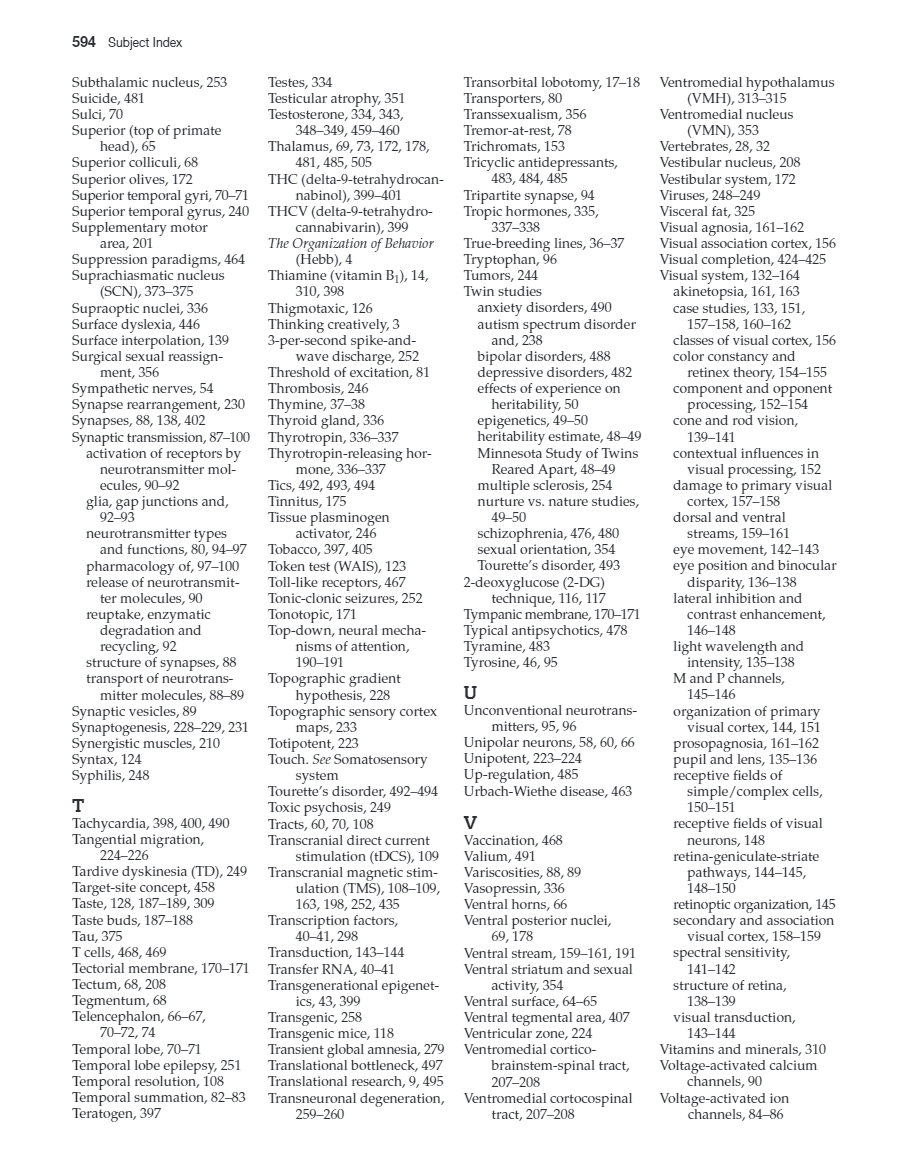 594 Subject Index
Subthalamic nucleus, 253
Suicide, 481
Sulci, 70
Superior (top of primate
head), 65
Superior colliculi, 68
Superior olives, 172
Superior temporal gyri, 70–71
Superior temporal gyrus, 240
Supplementary motor
area, 201
Suppression paradigms, 464
Suprachiasmatic nucleus
(SCN), 373–375
Supraoptic nuclei, 336
Surface dyslexia, 446
Surface interpolation, 139
Surgical sexual reassign-
ment, 356
Sympathetic nerves, 54
Synapse rearrangement, 230
Synapses, 88, 138, 402
Synaptic transmission, 87–100
activation of receptors by
neurotransmitter mol-
ecules, 90–92
glia, gap junctions and,
92–93
neurotransmitter types
and functions, 80, 94–97
pharmacology of, 97–100
release of neurotransmit-
ter molecules, 90
reuptake, enzymatic
degradation and
recycling, 92
structure of synapses, 88
transport of neurotrans-
mitter molecules, 88–89
Synaptic vesicles, 89
Synaptogenesis, 228–229, 231
Synergistic muscles, 210
Syntax, 124
Syphilis, 248
T
Tachycardia, 398, 400, 490
Tangential migration,
224–226
Tardive dyskinesia (TD), 249
Target-site concept, 458
Taste, 128, 187–189, 309
Taste buds, 187–188
Tau, 375
T cells, 468, 469
Tectorial membrane, 170–171
Tectum, 68, 208
Tegmentum, 68
Telencephalon, 66–67,
70–72, 74
Temporal lobe, 70–71
Temporal lobe epilepsy, 251
Temporal resolution, 108
Temporal summation, 82–83
Teratogen, 397
Testes, 334
Testicular atrophy, 351
Testosterone, 334, 343,
348–349, 459–460
Thalamus, 69, 73, 172, 178,
481, 485, 505
THC (delta-9-tetrahydrocan-
nabinol), 399–401
THCV (delta-9-tetrahydro-
cannabivarin), 399
The Organization of Behavior
(Hebb), 4
Thiamine (vitamin B₁), 14,
310, 398
Thigmotaxic, 126
Thinking creatively, 3
3-per-second spike-and-
wave discharge, 252
Threshold of excitation, 81
Thrombosis, 246
Thymine, 37–38
Thyroid gland, 336
Thyrotropin, 336–337
Thyrotropin-releasing hor-
mone, 336–337
Tics, 492, 493, 494
Tinnitus, 175
Tissue plasminogen
activator, 246
Tobacco, 397, 405
Token test (WAIS), 123
Toll-like receptors, 467
Tonic-clonic seizures, 252
Tonotopic, 171
Top-down, neural mecha-
nisms of attention,
190–191
Topographic gradient
hypothesis, 228
Topographic sensory cortex
maps, 233
Totipotent, 223
Touch. See Somatosensory
system
Tourette's disorder, 492–494
Toxic psychosis, 249
Tracts, 60, 70, 108
Transcranial direct current
stimulation (tDCS), 109
Transcranial magnetic stim-
ulation (TMS), 108–109,
163, 198, 252, 435
Transcription factors,
40–41, 298
Transduction, 143–144
Transfer RNA, 40–41
Transgenerational epigenet-
ics, 43, 399
Transgenic, 258
Transgenic mice, 118
Transient global amnesia, 279
Translational bottleneck, 497
Translational research, 9, 495
Transneuronal degeneration,
259–260
Transorbital lobotomy, 17–18
Transporters, 80
Transsexualism, 356
Tremor-at-rest, 78
Trichromats, 153
Tricyclic antidepressants,
483, 484, 485
Tripartite synapse, 94
Tropic hormones, 335,
337–338
True-breeding lines, 36–37
Tryptophan, 96
Tumors, 244
Twin studies
anxiety disorders, 490
autism spectrum disorder
and, 238
bipolar disorders, 488
depressive disorders, 482
effects of experience on
heritability, 50
epigenetics, 49–50
heritability estimate, 48–49
Minnesota Study of Twins
Reared Apart, 48–49
multiple sclerosis, 254
nurture vs. nature studies,
49–50
schizophrenia, 476, 480
sexual orientation, 354
Tourette's disorder, 493
2-deoxyglucose (2-DG)
technique, 116, 117
Tympanic membrane, 170–171
Typical antipsychotics, 478
Tyramine, 483
Tyrosine, 46, 95
U
Unconventional neurotrans-
mitters, 95, 96
Unipolar neurons, 58, 60, 66
Unipotent, 223–224
Up-regulation, 485
Urbach-Wiethe disease, 463
V
Vaccination, 468
Valium, 491
Variscosities, 88, 89
Vasopressin, 336
Ventral horns, 66
Ventral posterior nuclei,
69, 178
Ventral stream, 159–161, 191
Ventral striatum and sexual
activity, 354
Ventral surface, 64–65
Ventral tegmental area, 407
Ventricular zone, 224
Ventromedial cortico-
brainstem-spinal tract,
207–208
Ventromedial cortocospinal
tract, 207–208
Ventromedial hypothalamus
(VMH), 313–315
Ventromedial nucleus
(VMN), 353
Vertebrates, 28, 32
Vestibular nucleus, 208
Vestibular system, 172
Viruses, 248–249
Visceral fat, 325
Visual agnosia, 161–162
Visual association cortex, 156
Visual completion, 424–425
Visual system, 132–164
akinetopsia, 161, 163
case studies, 133, 151,
157–158, 160–162
classes of visual cortex, 156
color constancy and
retinex theory, 154–155
component and opponent
processing, 152–154
cone and rod vision,
139–141
contextual influences in
visual processing, 152
damage to primary visual
cortex, 157–158
dorsal and ventral
streams, 159–161
eye movement, 142–143
eye position and binocular
disparity, 136–138
lateral inhibition and
contrast enhancement,
146–148
light wavelength and
intensity, 135–138
M and P channels,
145–146
organization of primary
visual cortex, 144, 151
prosopagnosia, 161–162
pupil and lens, 135–136
receptive fields of
simple/complex cells,
150–151
receptive fields of visual
neurons, 148
retina-geniculate-striate
pathways, 144–145,
148–150
retinoptic organization, 145
secondary and association
visual cortex, 158–159
spectral sensitivity,
141–142
structure of retina,
138–139
visual transduction,
143–144
Vitamins and minerals, 310
Voltage-activated calcium
channels, 90
Voltage-activated ion
channels, 84–86